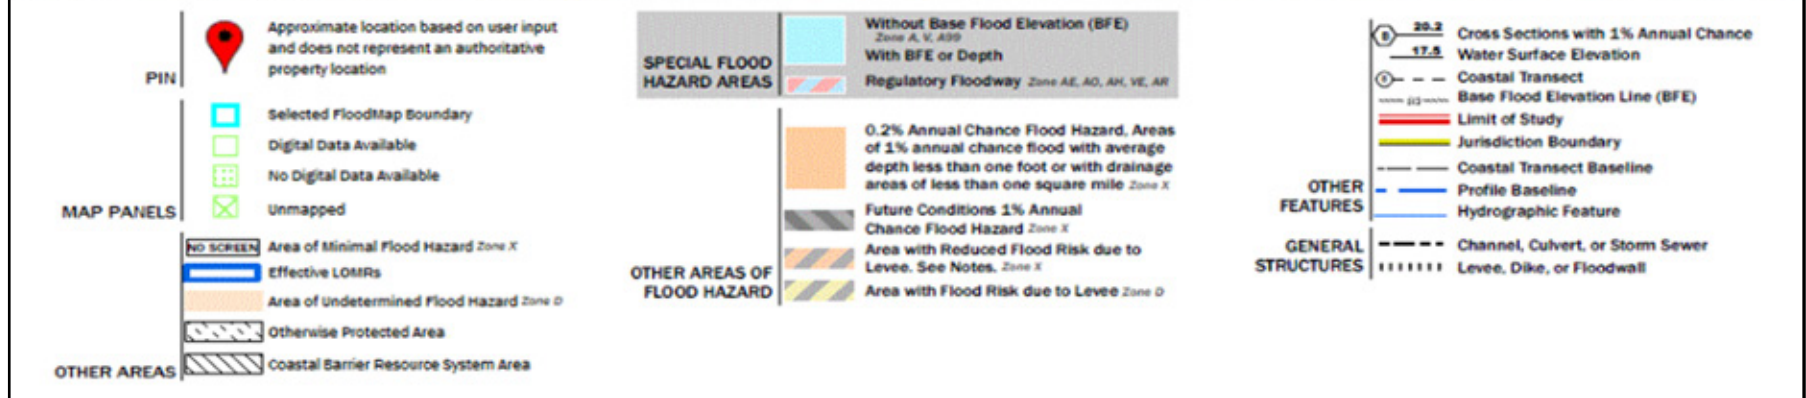 Approximate location based on user input
and does not represent an authoritative
property location
PIN
Selected FloodMap Boundary
Digital Data Available
No Digital Data Available
Unmapped
MAP PANELS
NO SCREEN Area of Minimal Flood Hazard Zone X
Effective LOMRs
Area of Undetermined Flood Hazard Zone D
Otherwise Protected Area
Coastal Barrier Resource System Area
OTHER AREAS
SPECIAL FLOOD
HAZARD AREAS
Without Base Flood Elevation (BFE)
Zone A, V, A99
With BFE or Depth
Regulatory Floodway Zone AE, AO, AH, VE, AR
0.2% Annual Chance Flood Hazard, Areas
of 1% annual chance flood with average
depth less than one foot or with drainage
areas of less than one square mile Zone X
Future Conditions 1% Annual
Chance Flood Hazard Zone X
Area with Reduced Flood Risk due to
Levee. See Notes. Zone X
Area with Flood Risk due to Levee Zone D
OTHER AREAS OF
FLOOD HAZARD
B 20.2 Cross Sections with 1% Annual Chance
17.5 Water Surface Elevation
Coastal Transect
Base Flood Elevation Line (BFE)
Limit of Study
Jurisdiction Boundary
Coastal Transect Baseline
Profile Baseline
Hydrographic Feature
OTHER
FEATURES
GENERAL
STRUCTURES
Channel, Culvert, or Storm Sewer
Levee, Dike, or Floodwall